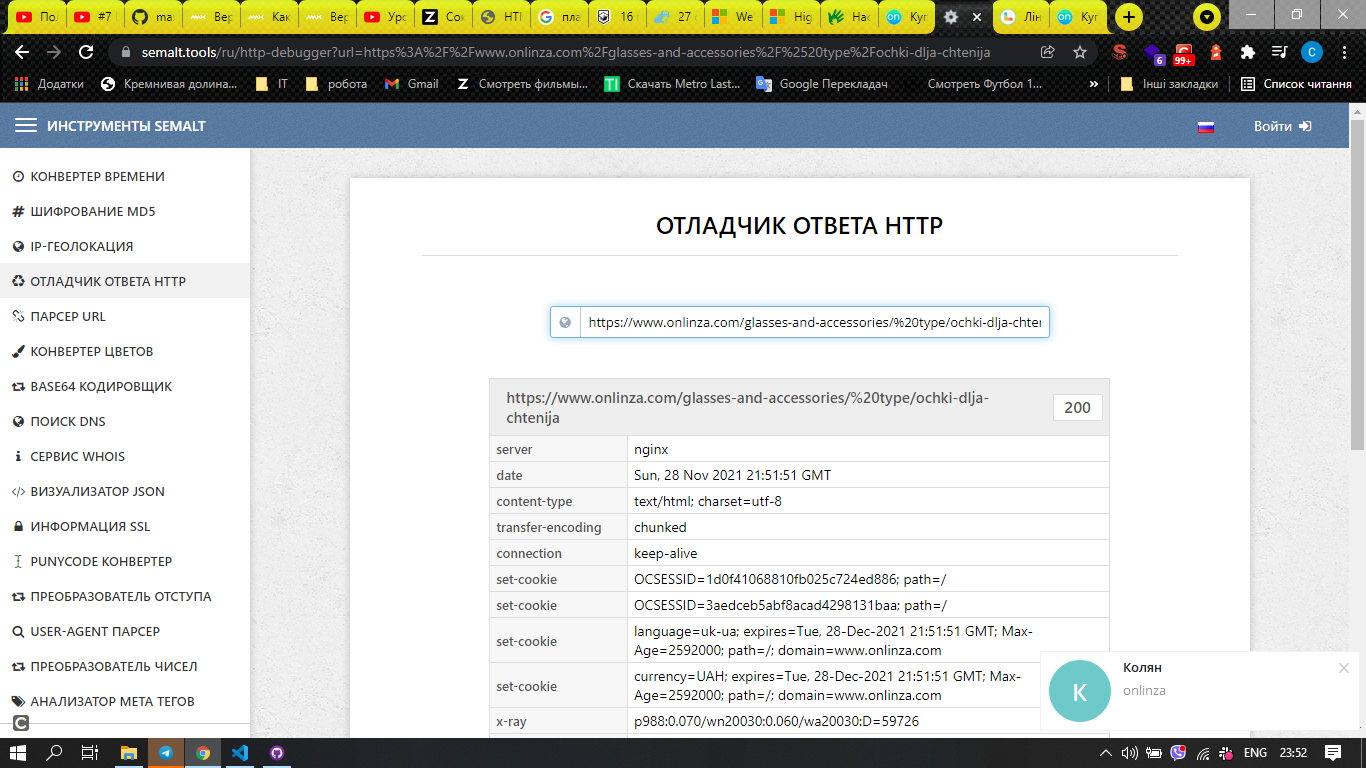 По.
#7
ma
Вер
Как
Вер
Уро
Сок
HTI
пла
16
27
We
Hig
Нас
Куг
Лін
Куг
semalt.tools/ru/http-debugger?url=https%3A%2F%2Fwww.onlinza.com%2Fglasses-and-accessories%2F%2520type%2Fochki-dlja-chtenija
6
99+
C
Додатки
Кремнивая долина...
IT
робота
Gmail
Смотреть фильмы...
Скачать Metro Last...
Google Перекладач
Смотреть Футбол 1...
»
Інші закладки
Список читання
ИНСТРУМЕНТЫ SEMALT
Войти
КОНВЕРТЕР ВРЕМЕНИ
ШИФРОВАНИЕ MD5
IP-ГЕОЛОКАЦИЯ
ОТЛАДЧИК ОТВЕТА HTTP
ПАРСЕР URL
КОНВЕРТЕР ЦВЕТОВ
BASE64 КОДИРОВЩИК
ПОИСК DNS
СЕРВИС WHOIS
ВИЗУАЛИЗАТОР JSON
ИНФОРМАЦИЯ SSL
PUNYCODE КОНВЕРТЕР
ПРЕОБРАЗОВАТЕЛЬ ОТСТУПА
USER-AGENT ПАРСЕР
ПРЕОБРАЗОВАТЕЛЬ ЧИСЕЛ
АНАЛИЗАТОР МЕТА ТЕГОВ
ОТЛАДЧИК ОТВЕТА HTTP
https://www.onlinza.com/glasses-and-accessories/%20type/ochki-dlja-chten
https://www.onlinza.com/glasses-and-accessories/%20type/ochki-dlja-
chtenija
200
server nginx
date Sun, 28 Nov 2021 21:51:51 GMT
content-type text/html; charset=utf-8
transfer-encoding chunked
connection keep-alive
set-cookie OCSESSID=1d0f41068810fb025c724ed886; path=/
set-cookie OCSESSID=3aedceb5abf8acad4298131baa; path=/
set-cookie language=uk-ua; expires=Tue, 28-Dec-2021 21:51:51 GMT; Max-
Age=2592000; path=/; domain=www.onlinza.com
set-cookie currency=UAH; expires=Tue, 28-Dec-2021 21:51:51 GMT; Max-
Age=2592000; path=/; domain=www.onlinza.com
x-ray p988:0.070/wn20030:0.060/wa20030:D=59726
K
Колян
onlinza
ENG
23:52